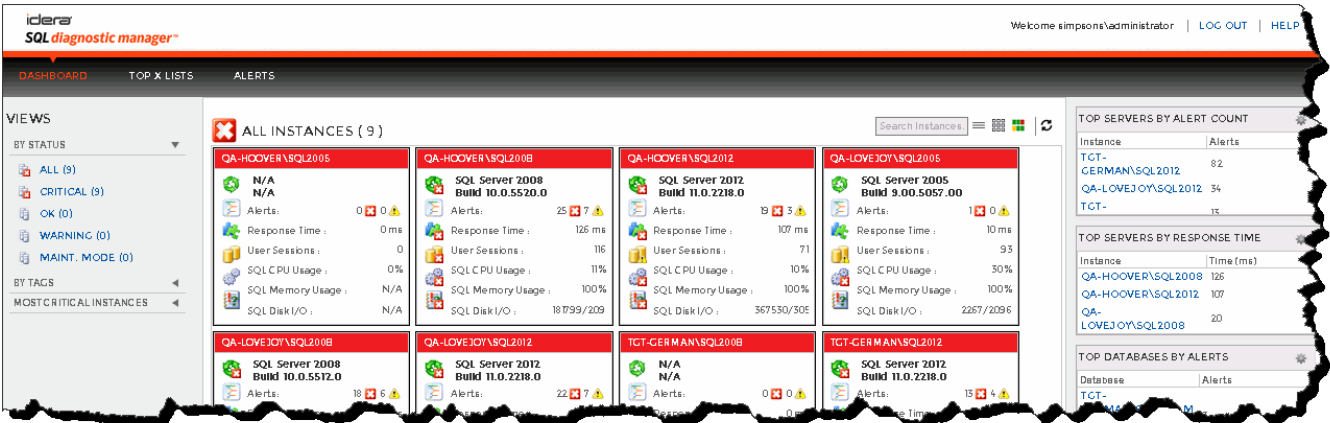 idera
SQL diagnostic manager™
Welcome simpsons\administrator | LOG OUT | HELP
DASHBOARD TOP X LISTS ALERTS
VIEWS
BY STATUS
ALL (9)
CRITICAL (9)
OK (0)
WARNING (0)
MAINT. MODE (0)
BY TAGS
MOST CRITICAL INSTANCES
ALL INSTANCES ( 9 )
Search Instances.
QA-HOOVER\SQL2005
N/A
N/A
Alerts: 0 0
Response Time : 0 ms
User Sessions : 0
SQL CPU Usage : 0%
SQL Memory Usage : N/A
SQL Disk I/O : N/A
QA-HOOVER\SQL2008
SQL Server 2008
Build 10.0.5520.0
Alerts: 25 7
Response Time : 126 ms
User Sessions : 116
SQL CPU Usage : 11%
SQL Memory Usage : 100%
SQL Disk I/O : 181799/209
QA-HOOVER\SQL2012
SQL Server 2012
Build 11.0.2218.0
Alerts: 19 3
Response Time : 107 ms
User Sessions : 71
SQL CPU Usage : 10%
SQL Memory Usage : 100%
SQL Disk I/O : 367530/305
QA-LOVEJOY\SQL2005
SQL Server 2005
Build 9.00.5057.00
Alerts: 1 0
Response Time : 10 ms
User Sessions : 93
SQL CPU Usage : 30%
SQL Memory Usage : 100%
SQL Disk I/O : 2267/2096
QA-LOVEJOY\SQL2008
SQL Server 2008
Build 10.0.5512.0
Alerts: 18 6
QA-LOVEJOY\SQL2012
SQL Server 2012
Build 11.0.2218.0
Alerts: 22 7
TGT-GERMAN\SQL2008
N/A
N/A
Alerts: 0 0
TGT-GERMAN\SQL2012
SQL Server 2012
Build 11.0.2218.0
Alerts: 13 4
TOP SERVERS BY ALERT COUNT
Instance Alerts
TGT-
GERMAN\SQL2012 82
QA-LOVEJOY\SQL2012 34
TGT- 13
TOP SERVERS BY RESPONSE TIME
Instance Time (ms)
QA-HOOVER\SQL2008 126
QA-HOOVER\SQL2012 107
QA-
LOVEJOY\SQL2008 20
TOP DATABASES BY ALERTS
Database Alerts
TGT-